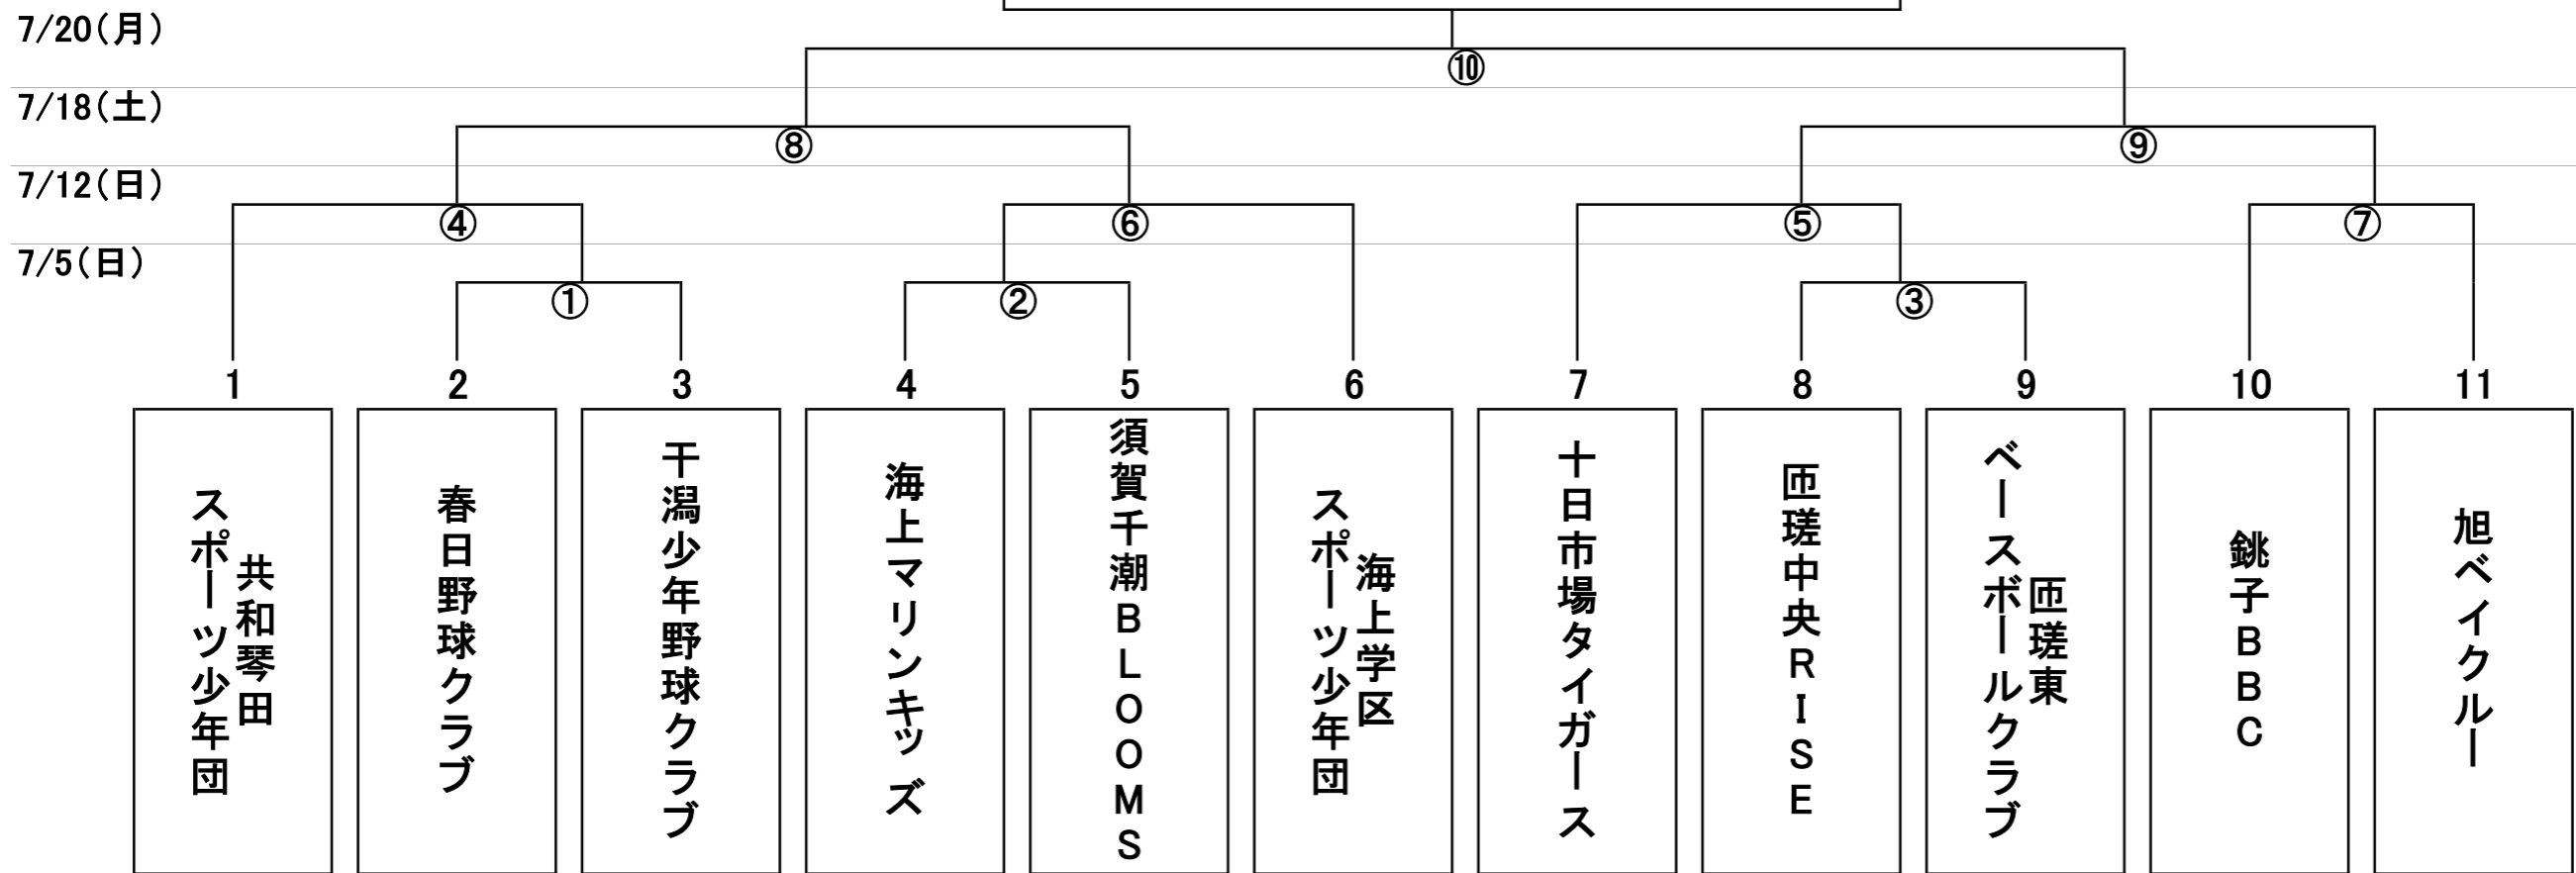 7/20(月)
⑩
7/18(土)
⑧
⑨
7/12(日)
④
⑥
⑤
⑦
7/5(日)
①
②
③
1
2
3
4
5
6
7
8
9
10
11
共和琴田
スポーツ少年団
春日野球クラブ
干潟少年野球クラブ
海上マリンキッズ
須賀千潮BLOOMS
海上学区
スポーツ少年団
十日市場タイガース
匝瑳中央RISE
匝瑳東
ベースボールクラブ
銚子BBC
旭ベイクルー